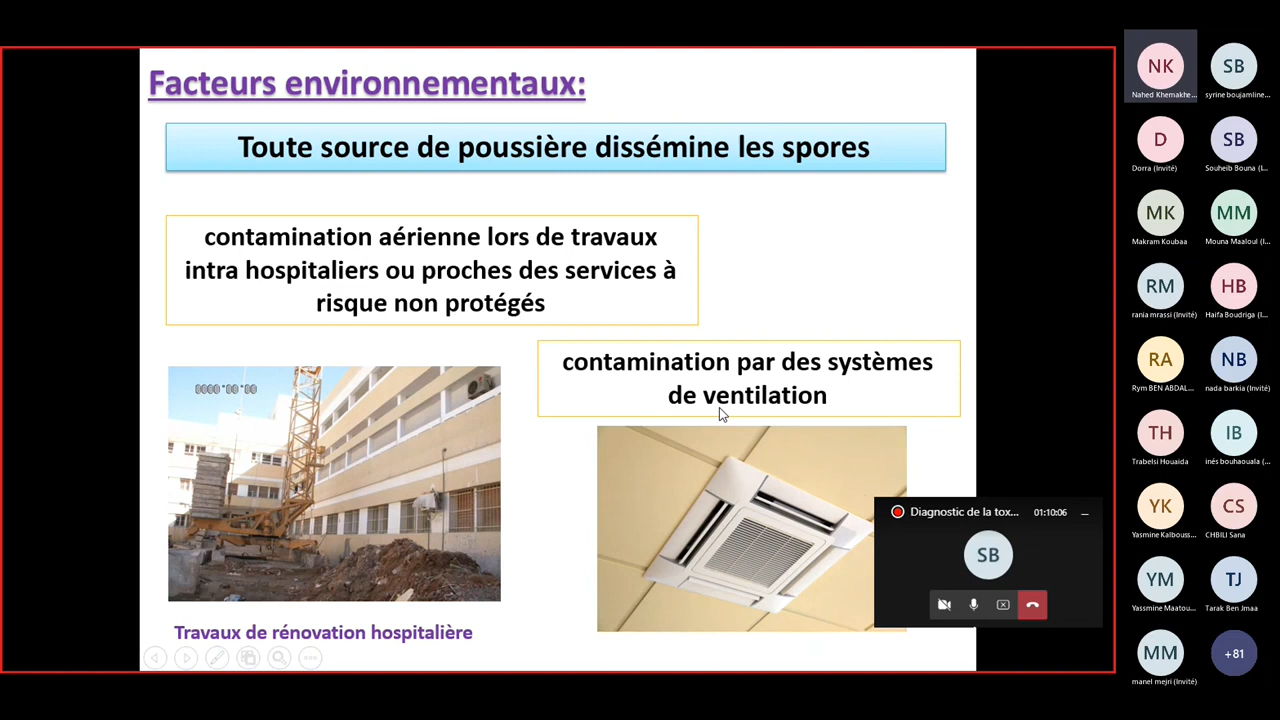 Facteurs environnementaux:
Toute source de poussière dissémine les spores
contamination aérienne lors de travaux
intra hospitaliers ou proches des services à
risque non protégés
contamination par des systèmes
de ventilation
0000 00 00
Travaux de rénovation hospitalière
Diagnostic de la tox...
01:10:06
SB
NK
Nahed Khemakhe...
SB
syrine boujamline...
D
Dorra (Invité)
SB
Souheib Bouna (I...
MK
Makram Koubaa
MM
Mouna Maaloul (I...
RM
rania mrassi (Invité)
HB
Haifa Boudriga (I...
RA
Rym BEN ABDAL...
NB
nada barkia (Invité)
TH
Trabelsi Houaida
IB
inés bouhaouala (...
YK
Yasmine Kalbouss...
CS
CHBILI Sana
YM
Yassmine Maatou...
TJ
Tarak Ben Jmaa
MM
manel mejri (Invité)
+81